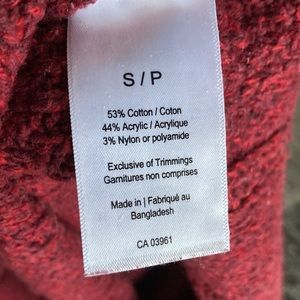 S / P
53% Cotton / Coton
44% Acrylic / Acrylique
3% Nylon or polyamide
Exclusive of Trimmings
Garnitures non comprises
Made in | Fabriqué au
Bangladesh
CA 03961